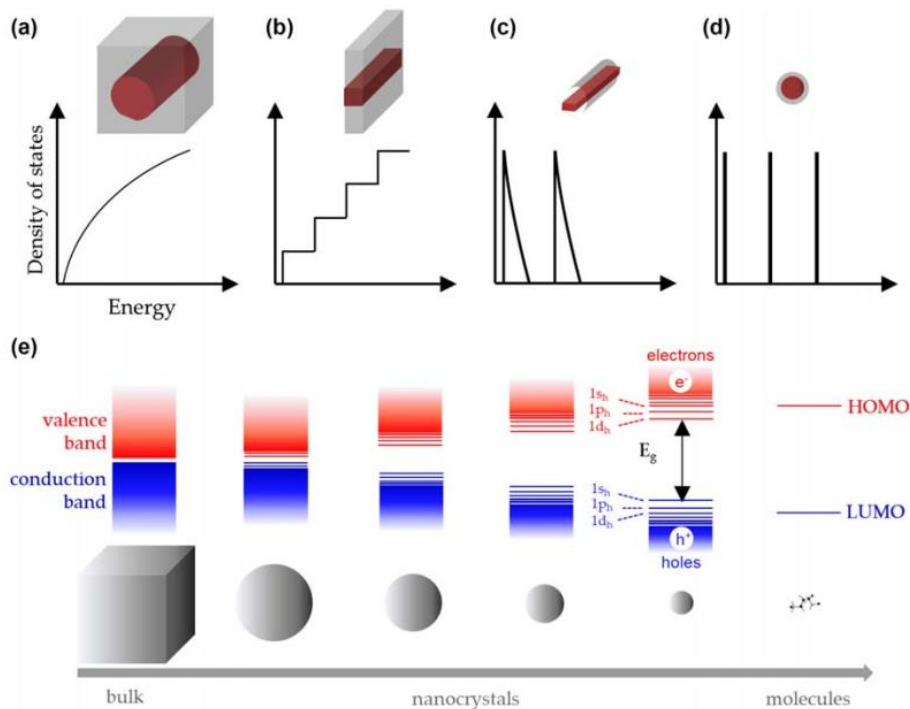 (a)
(b)
(c)
(d)
Density of states
Energy
(e)
electrons
e⁻
valence
band
1sₕ
1pₕ
1dₕ
HOMO
E_g
conduction
band
1sₕ
1pₕ
1dₕ
LUMO
h⁺
holes
bulk
nanocrystals
molecules